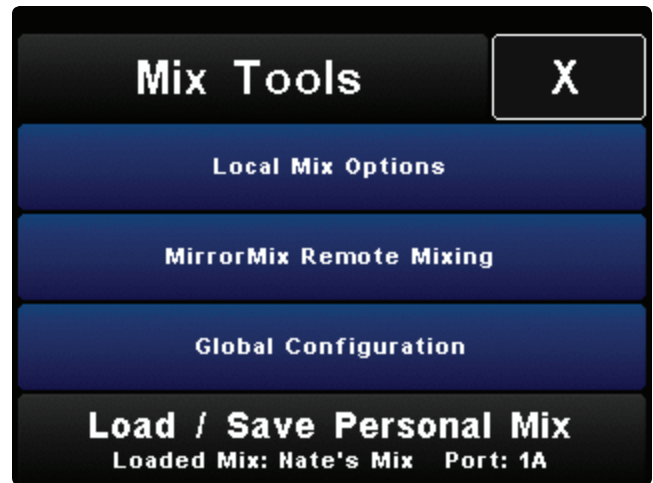 Mix Tools X
Local Mix Options
MirrorMix Remote Mixing
Global Configuration
Load / Save Personal Mix
Loaded Mix: Nate's Mix Port: 1A